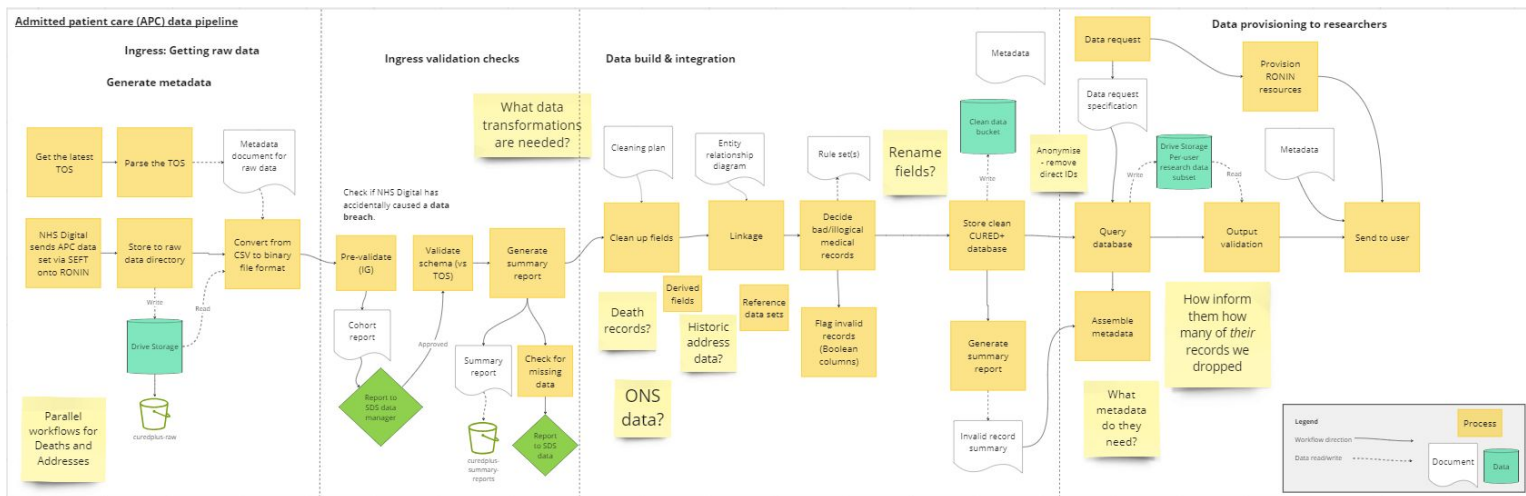 Admitted patient care (APC) data pipeline
Ingress: Getting raw data
Generate metadata
Get the latest
TOS
Parse the TOS
Metadata
document for
raw data
NHS Digital
sends APC data
set via SEFT
onto RONIN
Store to raw
data directory
Convert from
CSV to binary
file format
Write
Read
Drive Storage
curedplus-raw
Parallel
workflows for
Deaths and
Addresses
Ingress validation checks
What data
transformations
are needed?
Check if NHS Digital has
accidentally caused a data
breach.
Pre-validate
(IG)
Validate
schema (vs
TOS)
Generate
summary
report
Cohort
report
Approved
Report to
SDS data
manager
Summary
report
Check for
missing
data
curedplus-
summary-
reports
Report
to SDS
data
Data build & integration
Cleaning plan
Entity
relationship
diagram
Rule set(s)
Rename
fields?
Metadata
Clean data
bucket
Write
Anonymise
- remove
direct IDs
Clean up fields
Linkage
Decide
bad/illogical
medical
records
Store clean
CURED+
database
Derived
fields
Death
records?
Historic
address
data?
Reference
data sets
Flag invalid
records
(Boolean
columns)
ONS
data?
Generate
summary
report
Invalid record
summary
Data provisioning to researchers
Data request
Provision
RONIN
resources
Data request
specification
Drive Storage
Per-user
research data
subset
Write
Read
Metadata
Query
database
Output
validation
Send to user
Assemble
metadata
How inform
them how
many of their
records we
dropped
What
metadata
do they
need?
Legend
Workflow direction
Data read/write
Process
Document
Data